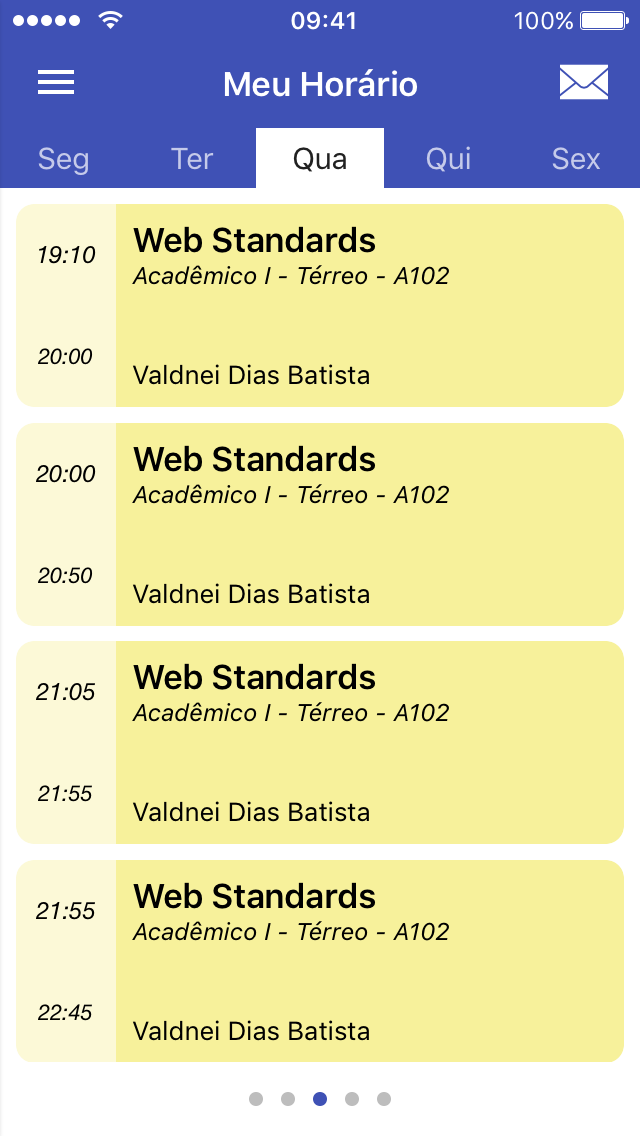 09:41 100%
Meu Horário
Seg Ter Qua Qui Sex
19:10 Web Standards
Acadêmico I - Térreo - A102
20:00 Valdnei Dias Batista
20:00 Web Standards
Acadêmico I - Térreo - A102
20:50 Valdnei Dias Batista
21:05 Web Standards
Acadêmico I - Térreo - A102
21:55 Valdnei Dias Batista
21:55 Web Standards
Acadêmico I - Térreo - A102
22:45 Valdnei Dias Batista